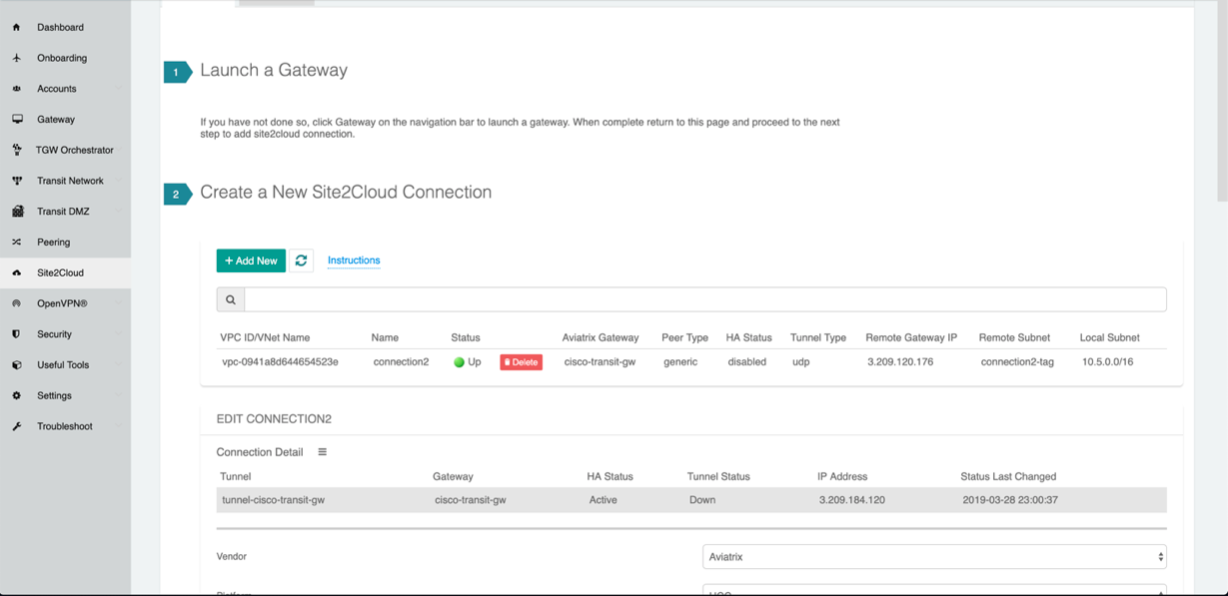 Dashboard
Onboarding
Accounts
Gateway
TGW Orchestrator
Transit Network
Transit DMZ
Peering
Site2Cloud
OpenVPN®
Security
Useful Tools
Settings
Troubleshoot
1 Launch a Gateway
If you have not done so, click Gateway on the navigation bar to launch a gateway. When complete return to this page and proceed to the next
step to add site2cloud connection.
2 Create a New Site2Cloud Connection
+ Add New Instructions
VPC ID/VNet Name Name Status Aviatrix Gateway Peer Type HA Status Tunnel Type Remote Gateway IP Remote Subnet Local Subnet
vpc-0941a8d644654523e connection2 Up Delete cisco-transit-gw generic disabled udp 3.209.120.176 connection2-tag 10.5.0.0/16
EDIT CONNECTION2
Connection Detail
Tunnel Gateway HA Status Tunnel Status IP Address Status Last Changed
tunnel-cisco-transit-gw cisco-transit-gw Active Down 3.209.184.120 2019-03-28 23:00:37
Vendor Aviatrix